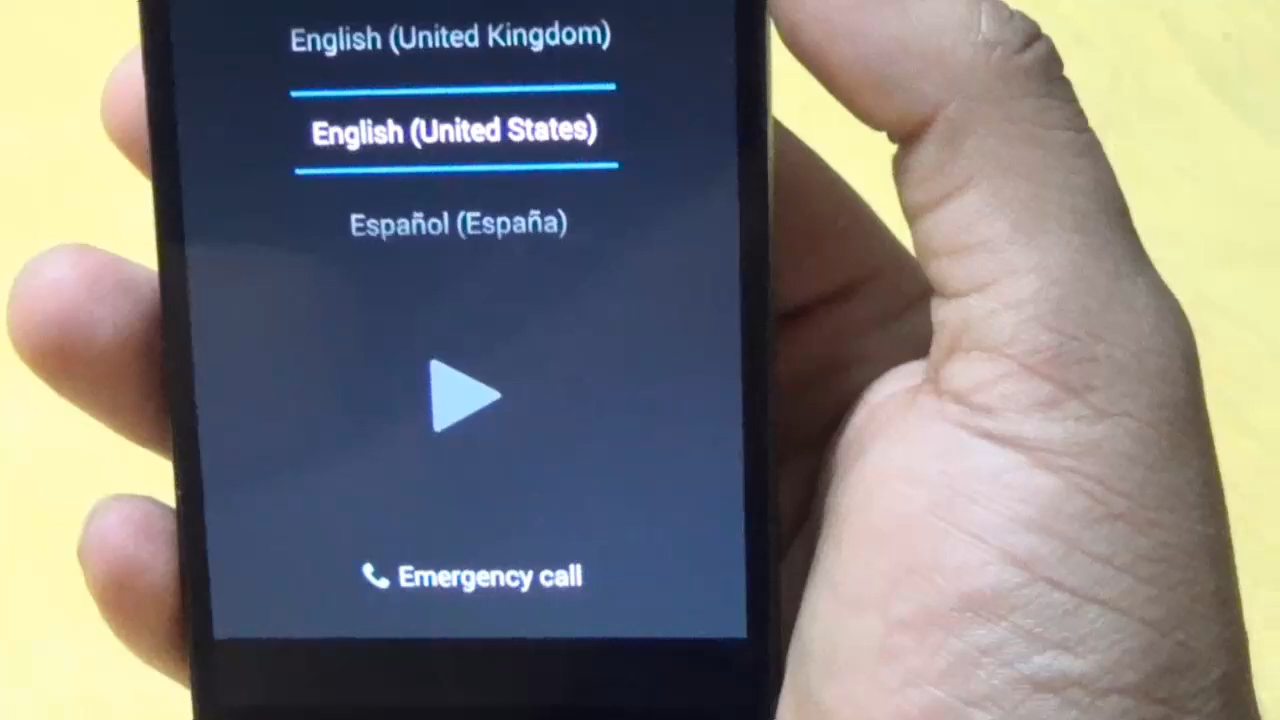 English (United Kingdom)
English (United States)
Español (España)
Emergency call